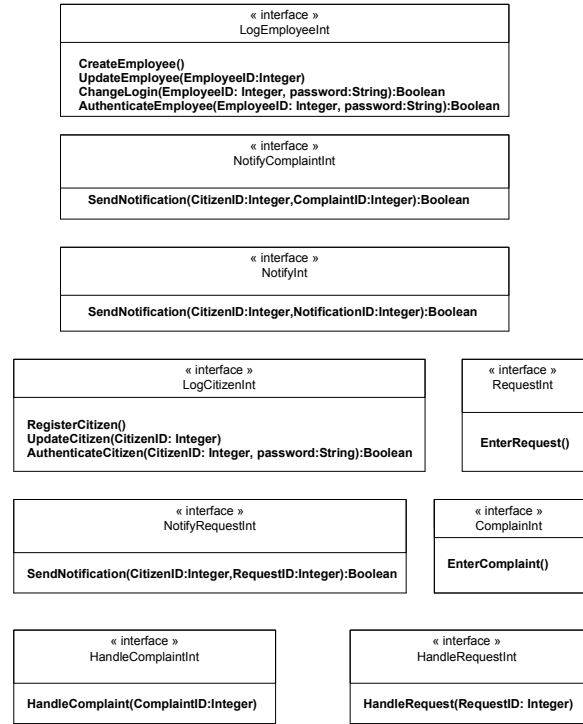 « interface »
LogEmployeeInt
CreateEmployee()
UpdateEmployee(EmployeeID:Integer)
ChangeLogin(EmployeeID: Integer, password:String):Boolean
AuthenticateEmployee(EmployeeID: Integer, password:String):Boolean
« interface »
NotifyComplaintInt
SendNotification(CitizenID:Integer,ComplaintID:Integer):Boolean
« interface »
NotifyInt
SendNotification(CitizenID:Integer,NotificationID:Integer):Boolean
« interface »
LogCitizenInt
RegisterCitizen()
UpdateCitizen(CitizenID: Integer)
AuthenticateCitizen(CitizenID: Integer, password:String):Boolean
« interface »
RequestInt
EnterRequest()
« interface »
NotifyRequestInt
SendNotification(CitizenID:Integer,RequestID:Integer):Boolean
« interface »
ComplainInt
EnterComplaint()
« interface »
HandleComplaintInt
HandleComplaint(ComplaintID:Integer)
« interface »
HandleRequestInt
HandleRequest(RequestID: Integer)